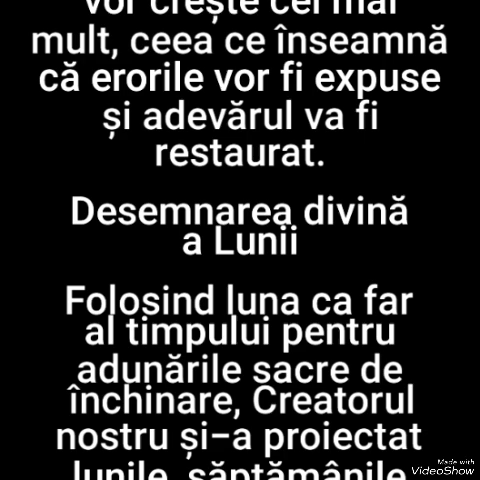 vor crește cei mai
mult, ceea ce înseamnă
că erorile vor fi expuse
și adevărul va fi
restaurat.
Desemnarea divină
a Lunii
Folosind luna ca far
al timpului pentru
adunările sacre de
închinare, Creatorul
nostru și-a proiectat
lunile, săptămânile
Made with
VideoShow